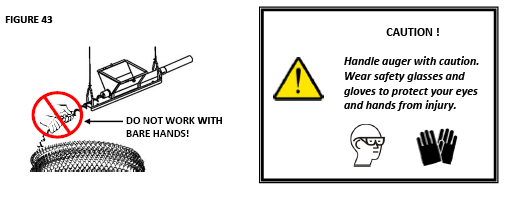 FIGURE 43
DO NOT WORK WITH
BARE HANDS!
CAUTION !
Handle auger with caution.
Wear safety glasses and
gloves to protect your eyes
and hands from injury.